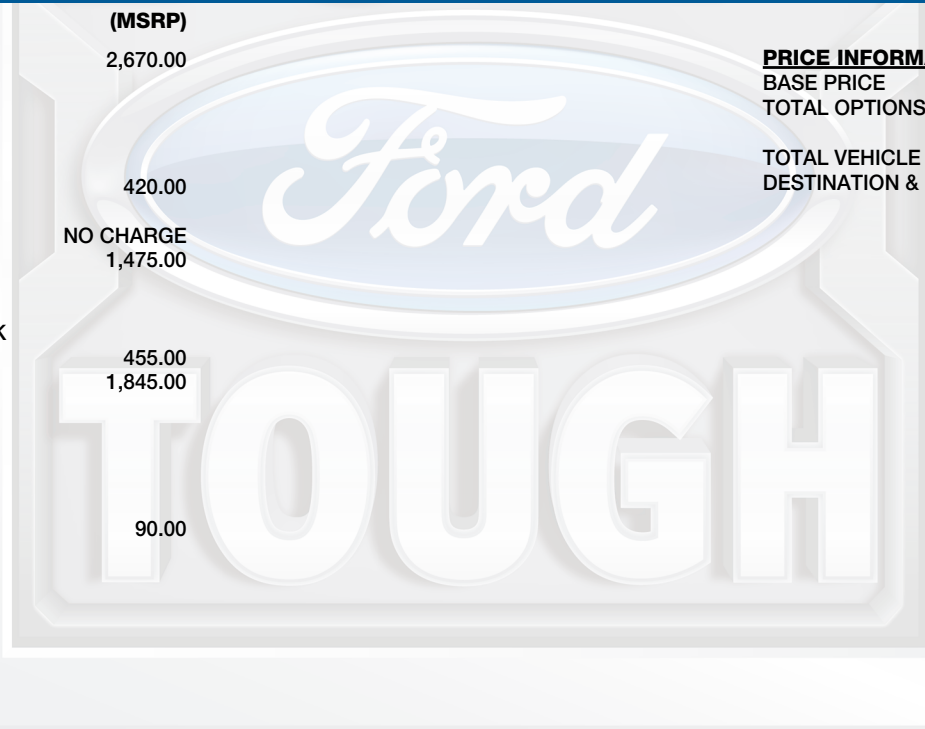 (MSRP)
2,670.00
420.00
NO CHARGE
1,475.00
K
455.00
1,845.00
90.00
PRICE INFORMA
BASE PRICE
TOTAL OPTIONS
TOTAL VEHICLE
DESTINATION &
Ford
TOUGH